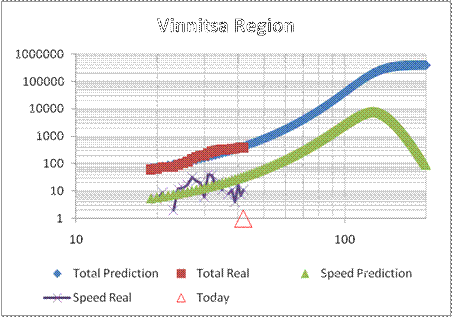 Vinnitsa Region
1000000
100000
10000
1000
100
10
1
10 100
Total Prediction Total Real Speed Prediction
Speed Real Today